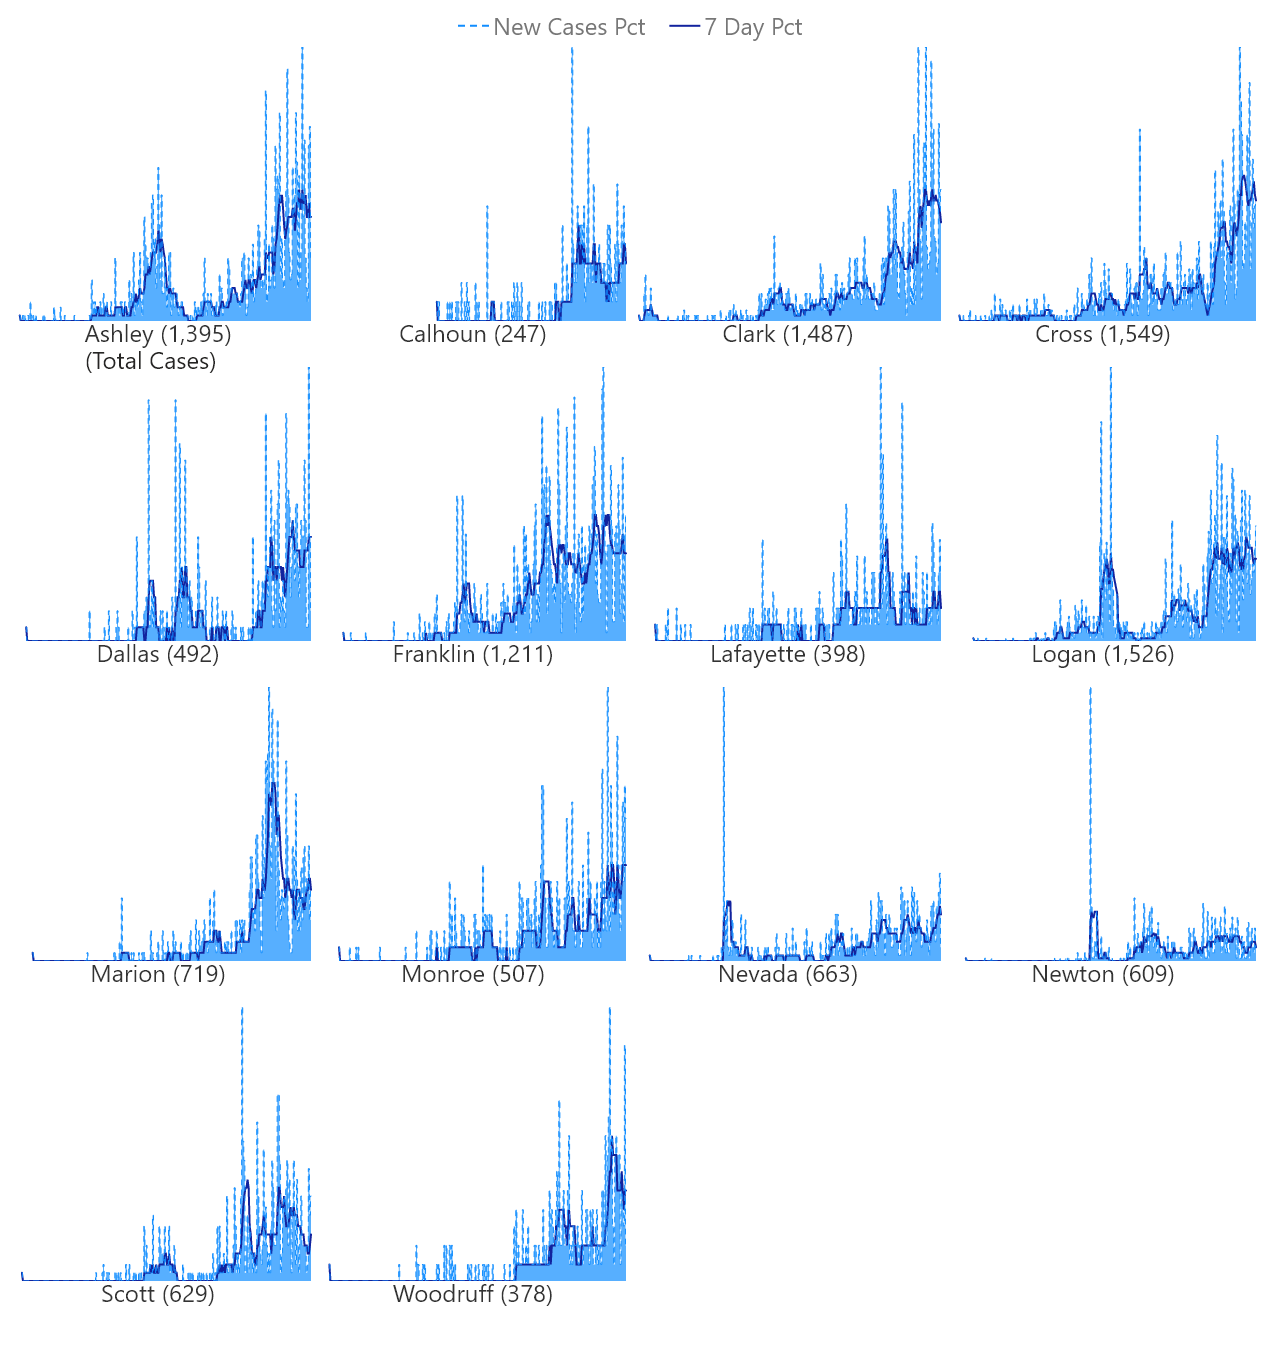 New Cases Pct 7 Day Pct
Ashley (1,395)
(Total Cases)
Calhoun (247)
Clark (1,487)
Cross (1,549)
Dallas (492)
Franklin (1,211)
Lafayette (398)
Logan (1,526)
Marion (719)
Monroe (507)
Nevada (663)
Newton (609)
Scott (629)
Woodruff (378)